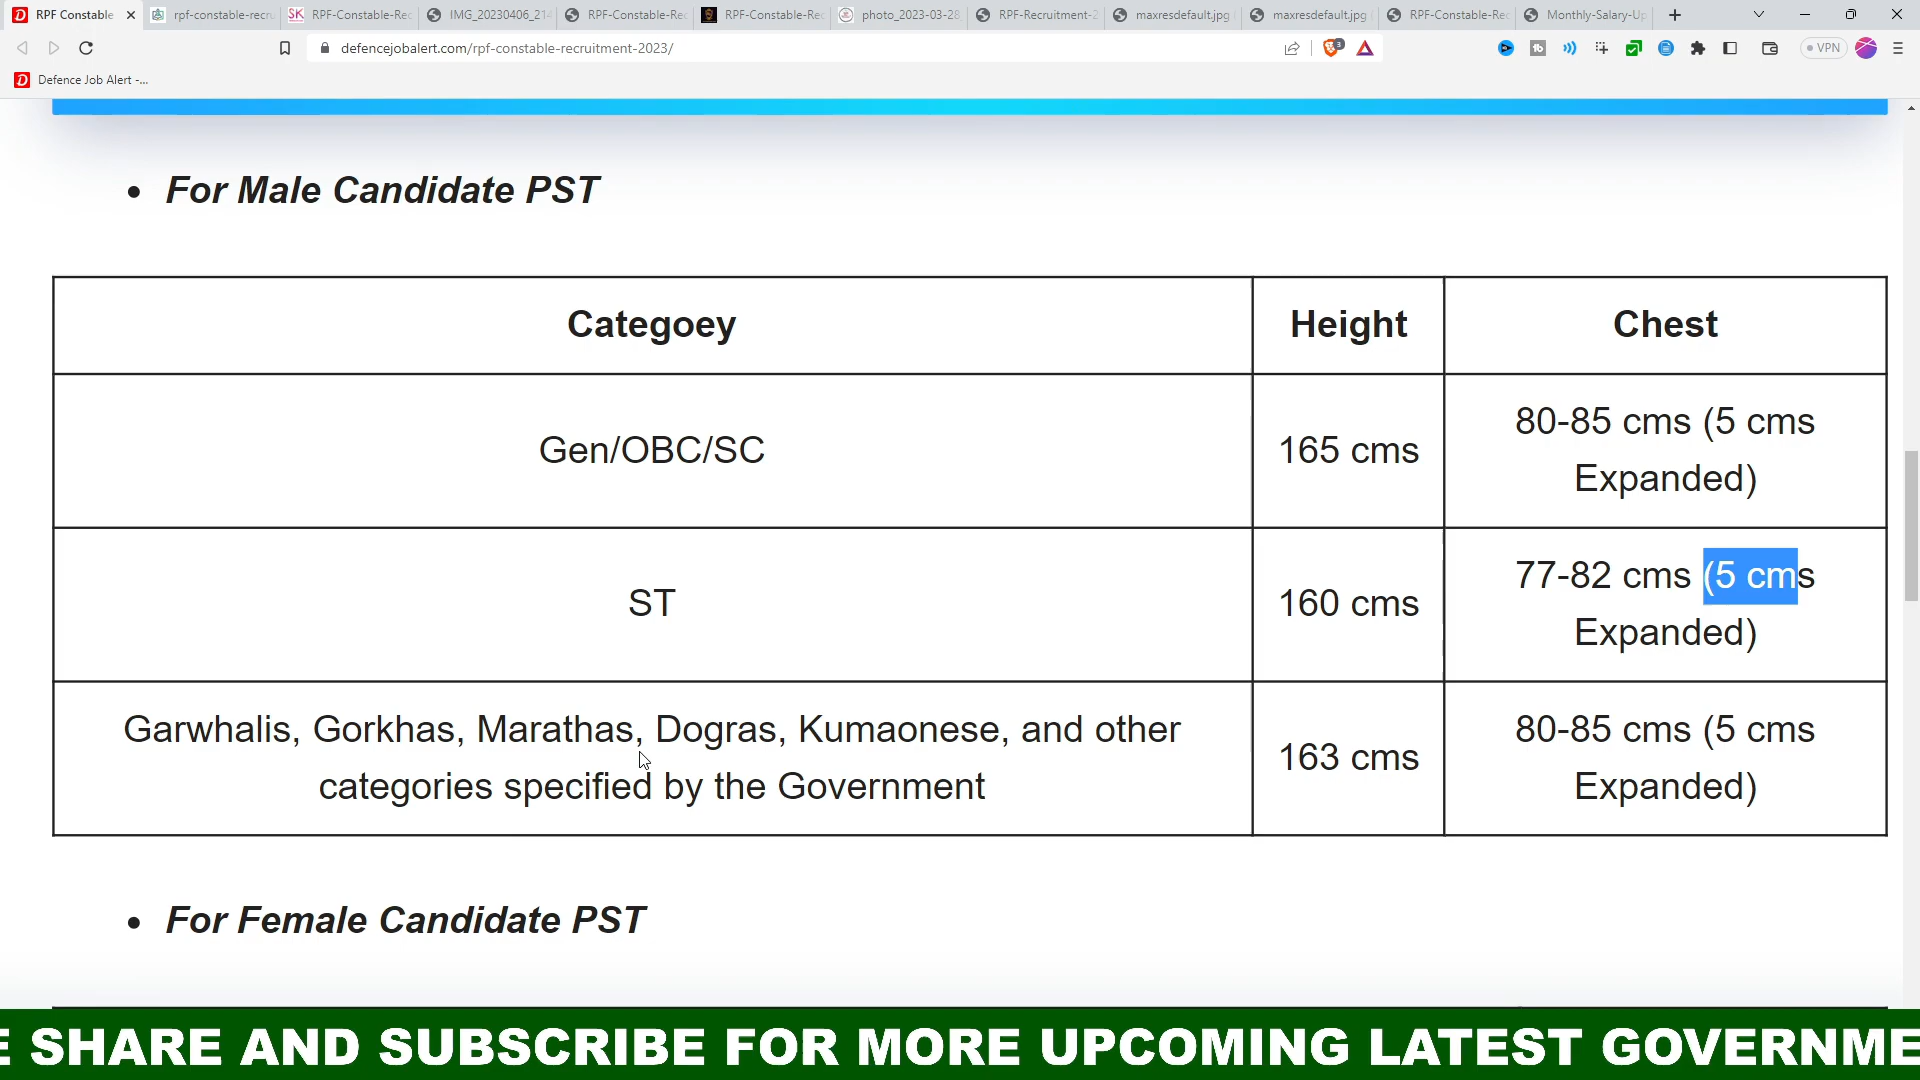 RPF Constable
rpf-constable-recru
RPF-Constable-Rec
IMG_20230406_214
RPF-Constable-Rec
RPF-Constable-Rec
photo_2023-03-28
RPF-Recruitment-2
maxresdefault.jpg
maxresdefault.jpg
RPF-Constable-Rec
Monthly-Salary-Up
defencejobalert.com/rpf-constable-recruitment-2023/
VPN
Defence Job Alert -...
• For Male Candidate PST
Categoey Height Chest
Gen/OBC/SC 165 cms 80-85 cms (5 cms
Expanded)
ST 160 cms 77-82 cms (5 cms
Expanded)
Garwhalis, Gorkhas, Marathas, Dogras, Kumaonese, and other
categories specified by the Government
163 cms
80-85 cms (5 cms
Expanded)
• For Female Candidate PST
E SHARE AND SUBSCRIBE FOR MORE UPCOMING LATEST GOVERNME